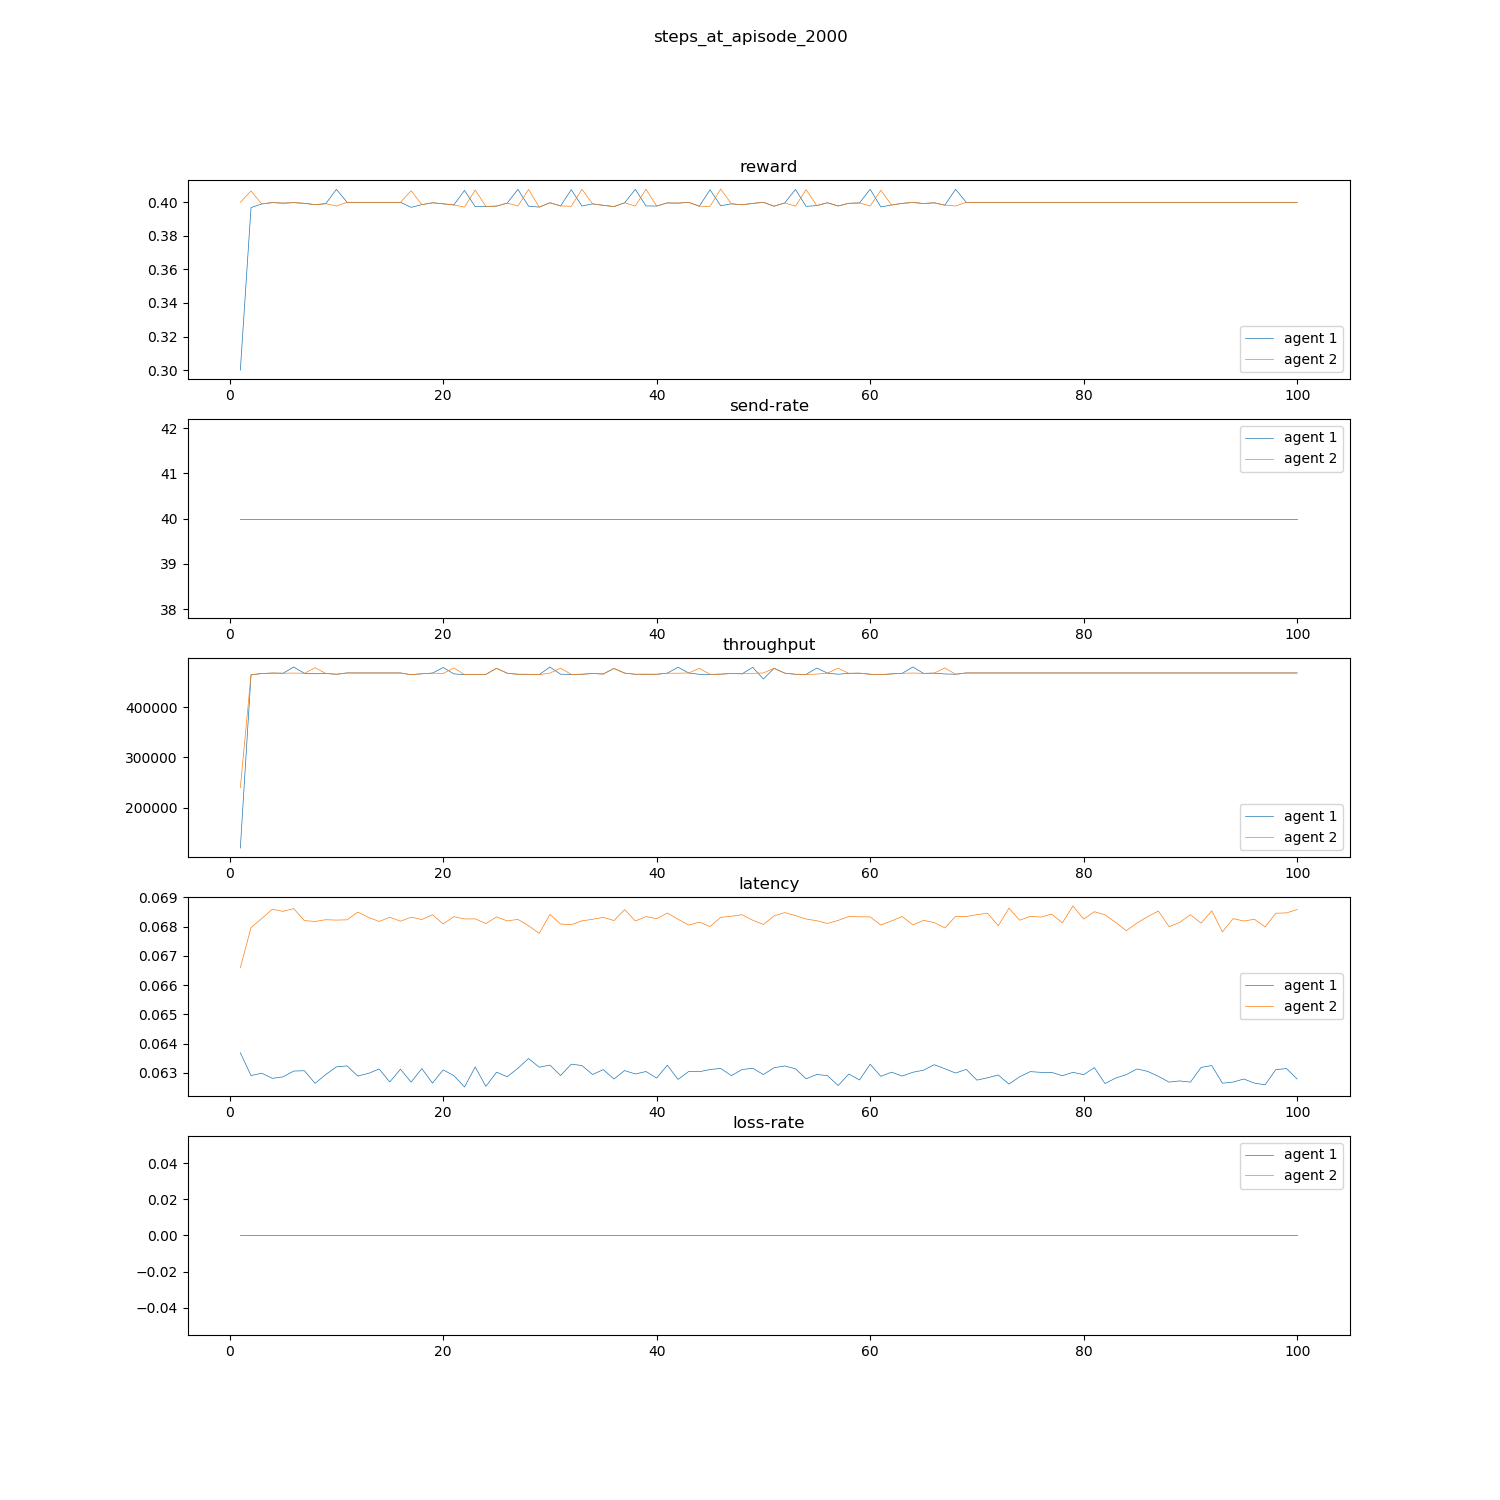 steps_at_apisode_2000
reward
0.40
0.38
0.36
0.34
0.32
0.30
agent 1
agent 2
0 20 40 60 80 100
send-rate
42
41
40
39
38
agent 1
agent 2
0 20 40 60 80 100
throughput
400000
300000
200000
agent 1
agent 2
0 20 40 60 80 100
latency
0.069
0.068
0.067
0.066
0.065
0.064
0.063
agent 1
agent 2
0 20 40 60 80 100
loss-rate
0.04
0.02
0.00
−0.02
−0.04
agent 1
agent 2
0 20 40 60 80 100